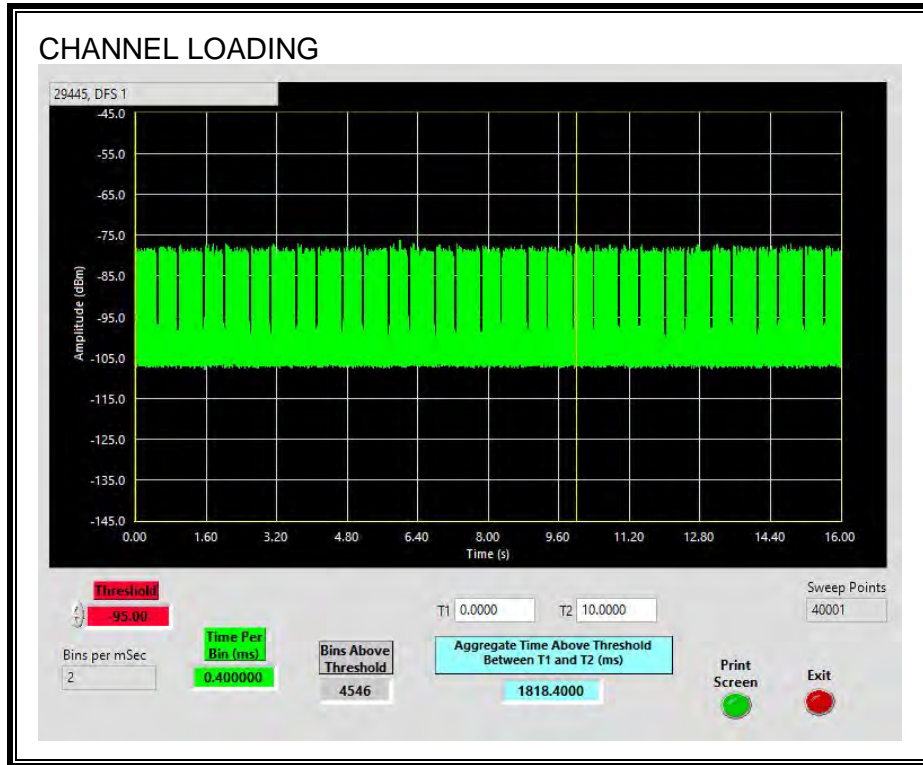 CHANNEL LOADING
29445, DFS 1
-45.0
-55.0
-65.0
-75.0
-85.0
-95.0
-105.0
-115.0
-125.0
-135.0
-145.0
Amplitude (dBm)
0.00 1.60 3.20 4.80 6.40 8.00 9.60 11.20 12.80 14.40 16.00
Time (s)
Threshold
-95.00
Bins per mSec
2
Time Per
Bin (ms)
0.400000
Bins Above
Threshold
4546
T1 0.0000 T2 10.0000
Aggregate Time Above Threshold
Between T1 and T2 (ms)
1818.4000
Sweep Points
40001
Print
Screen
Exit